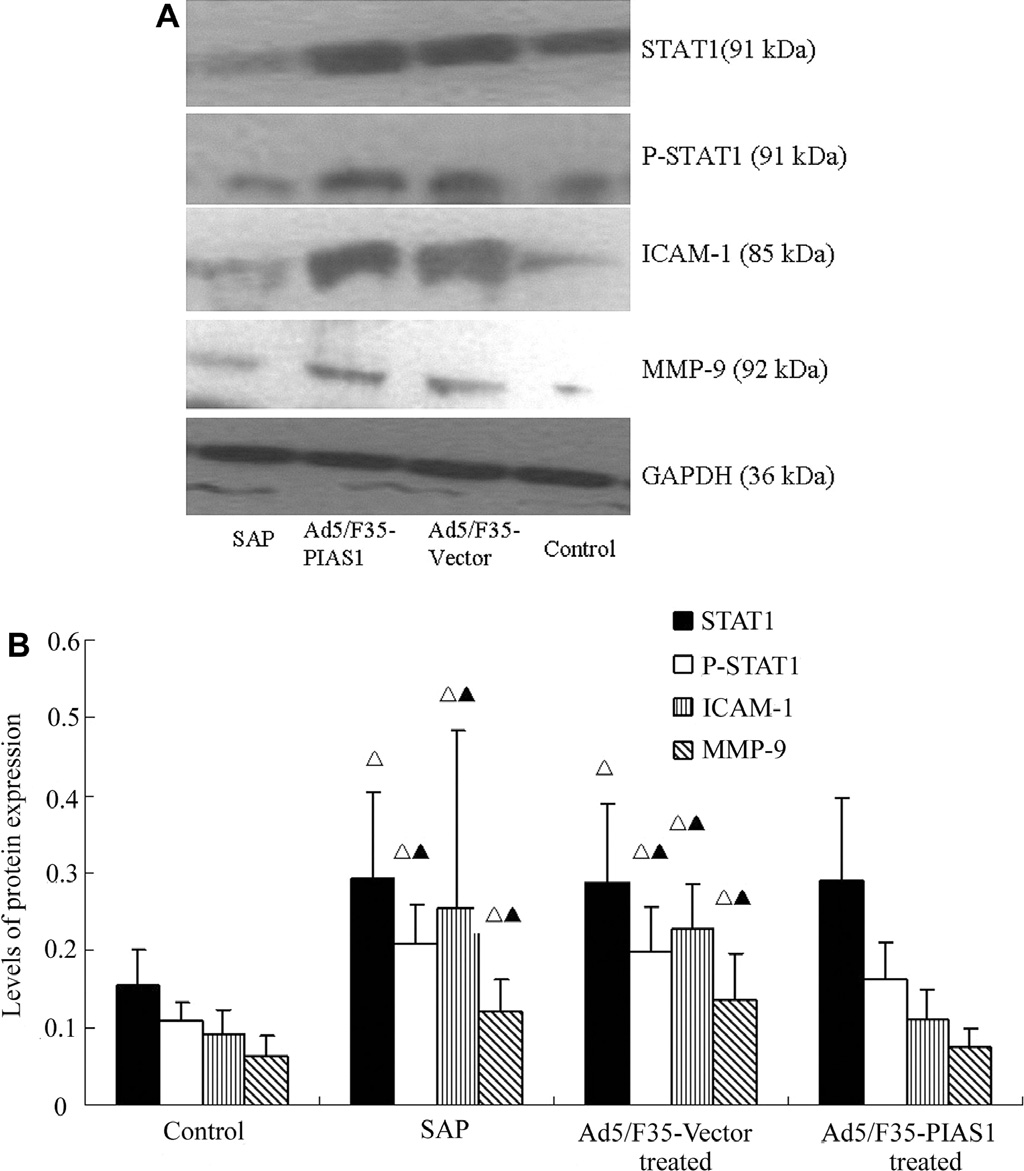 A
STAT1(91 kDa)
P-STAT1 (91 kDa)
ICAM-1 (85 kDa)
MMP-9 (92 kDa)
GAPDH (36 kDa)
SAP
Ad5/F35-
PIAS1
Ad5/F35-
Vector
Control
B
STAT1
P-STAT1
ICAM-1
MMP-9
Levels of protein expression
0.6
0.5
0.4
0.3
0.2
0.1
0
Control
SAP
Ad5/F35-Vector
treated
Ad5/F35-PIAS1
treated